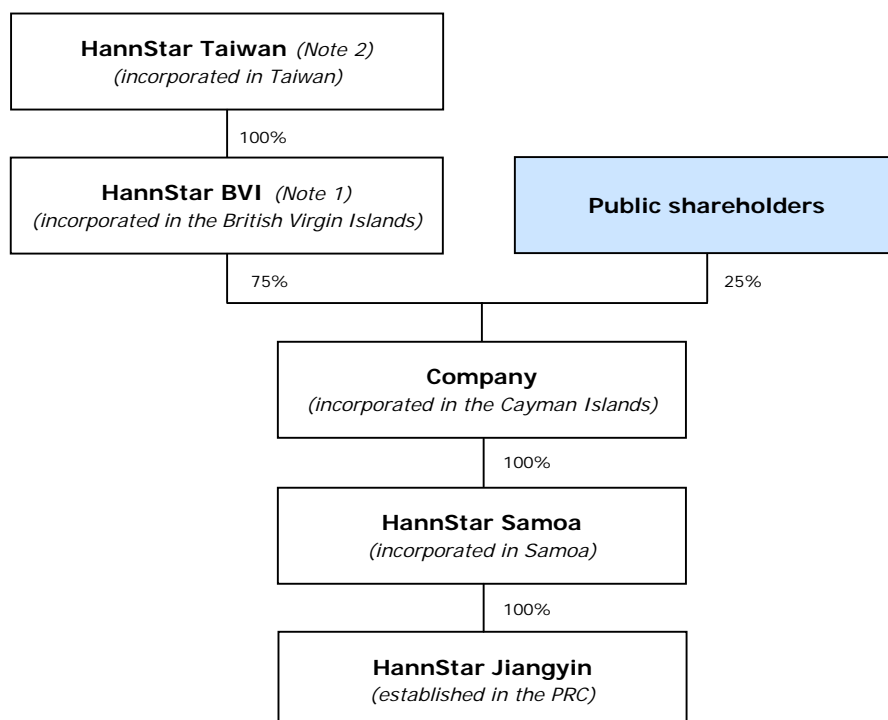 HannStar Taiwan (Note 2)
(incorporated in Taiwan)
100%
HannStar BVI (Note 1)
(incorporated in the British Virgin Islands)
Public shareholders
75%
25%
Company
(incorporated in the Cayman Islands)
100%
HannStar Samoa
(incorporated in Samoa)
100%
HannStar Jiangyin
(established in the PRC)